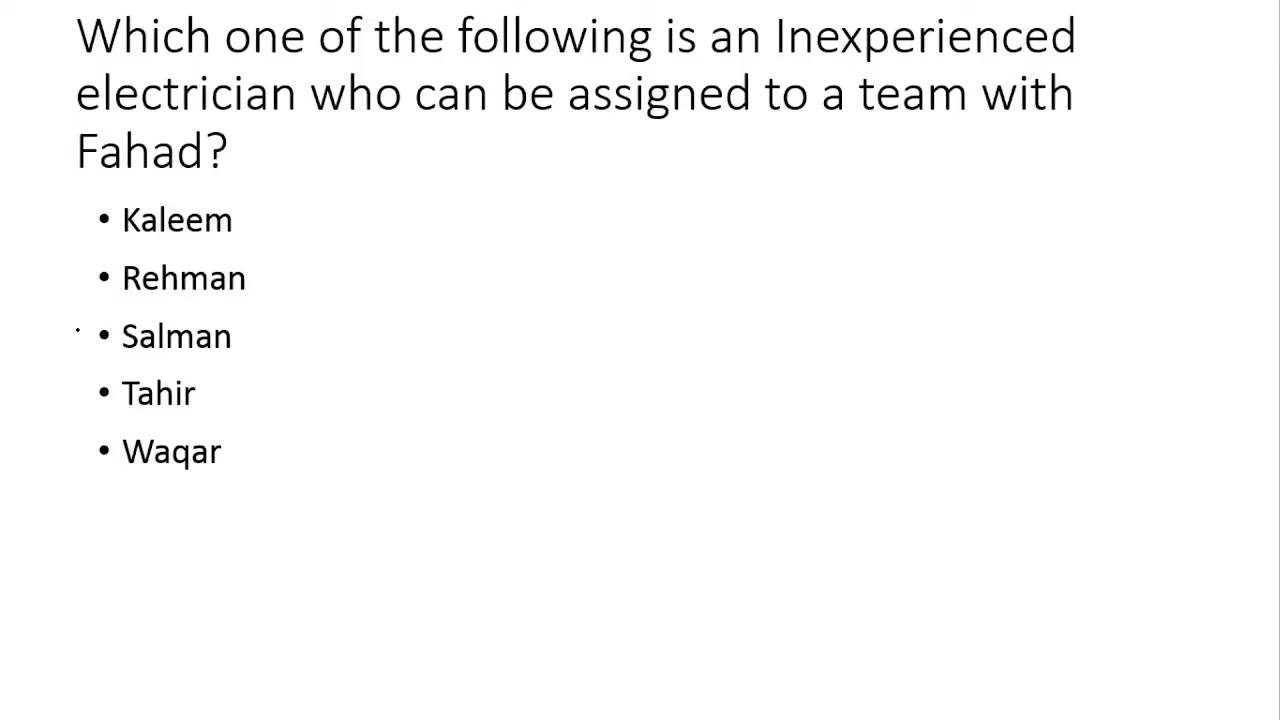 Which one of the following is an Inexperienced
electrician who can be assigned to a team with
Fahad?
• Kaleem
• Rehman
• Salman
• Tahir
• Waqar